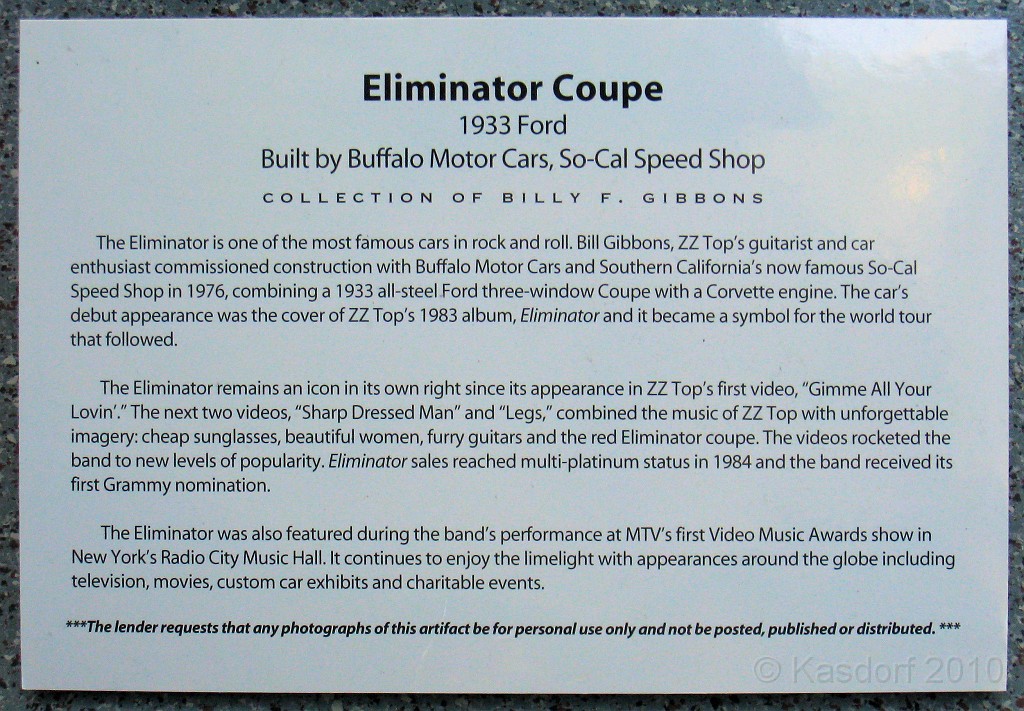 Eliminator Coupe
1933 Ford
Built by Buffalo Motor Cars, So-Cal Speed Shop
COLLECTION OF BILLY F. GIBBONS
The Eliminator is one of the most famous cars in rock and roll. Bill Gibbons, ZZ Top's guitarist and car
enthusiast commissioned construction with Buffalo Motor Cars and Southern California's now famous So-Cal
Speed Shop in 1976, combining a 1933 all-steel Ford three-window Coupe with a Corvette engine. The car's
debut appearance was the cover of ZZ Top's 1983 album, Eliminator and it became a symbol for the world tour
that followed.
The Eliminator remains an icon in its own right since its appearance in ZZ Top's first video, "Gimme All Your
Lovin'." The next two videos, "Sharp Dressed Man" and "Legs," combined the music of ZZ Top with unforgettable
imagery: cheap sunglasses, beautiful women, furry guitars and the red Eliminator coupe. The videos rocketed the
band to new levels of popularity. Eliminator sales reached multi-platinum status in 1984 and the band received its
first Grammy nomination.
The Eliminator was also featured during the band's performance at MTV's first Video Music Awards show in
New York's Radio City Music Hall. It continues to enjoy the limelight with appearances around the globe including
television, movies, custom car exhibits and charitable events.
***The lender requests that any photographs of this artifact be for personal use only and not be posted, published or distributed. ***
© Kasdorf 2010